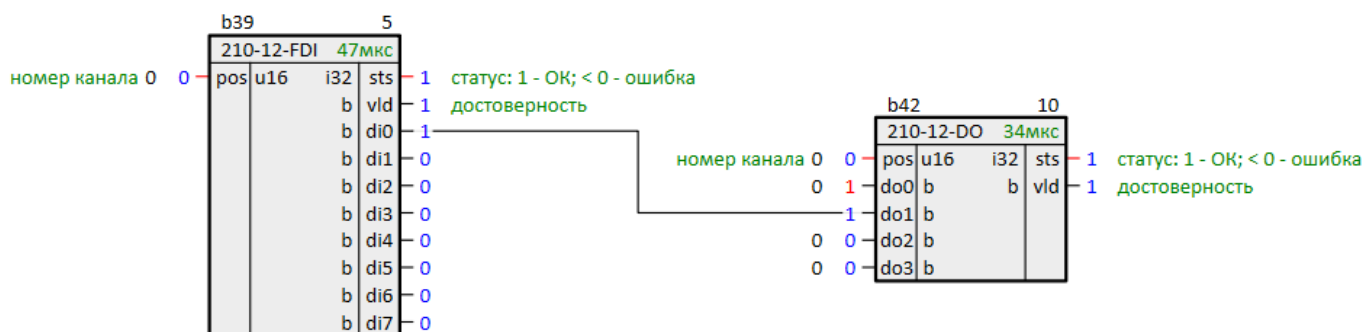 b39 5
210-12-FDI 47мкс
номер канала 0 0 pos u16 i32 sts 1 статус: 1 - ОК; < 0 - ошибка
b vld 1 достоверность
b di0 1
b di1 0
b di2 0
b di3 0
b di4 0
b di5 0
b di6 0
b di7 0
b42 10
210-12-DO 34мкс
номер канала 0 0 pos u16 i32 sts 1 статус: 1 - ОК; < 0 - ошибка
0 1 do0 b b vld 1 достоверность
1 do1 b
0 0 do2 b
0 0 do3 b